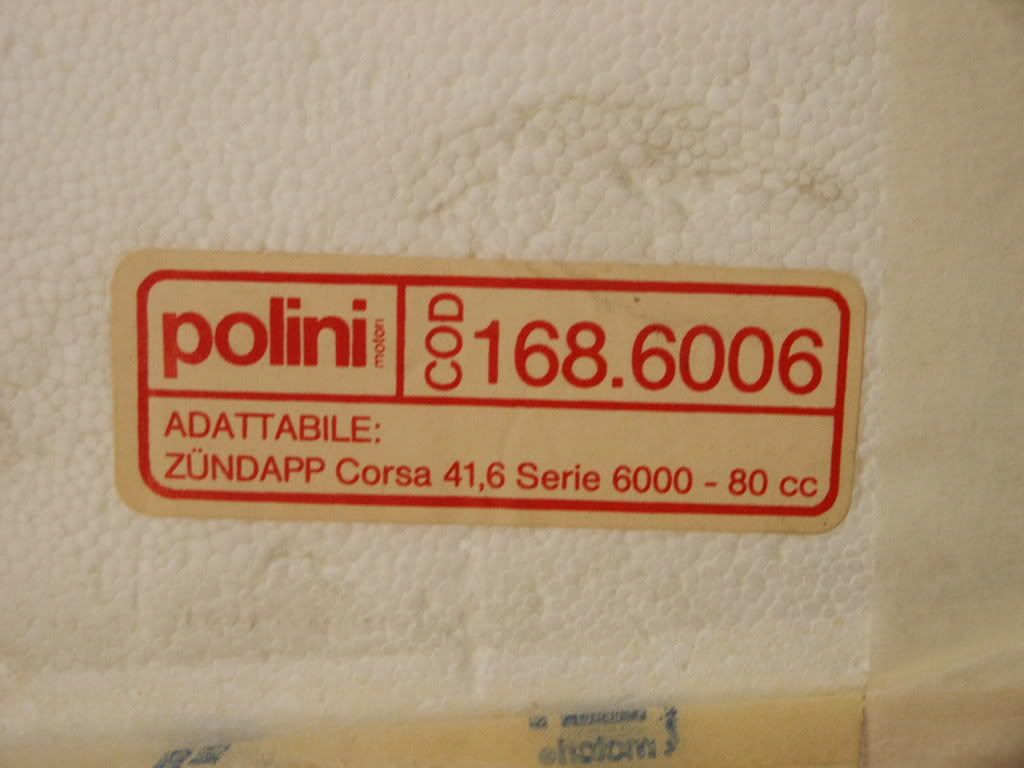 polini motori
COD 168.6006
ADATTABILE:
ZÜNDAPP Corsa 41,6 Serie 6000 - 80 cc